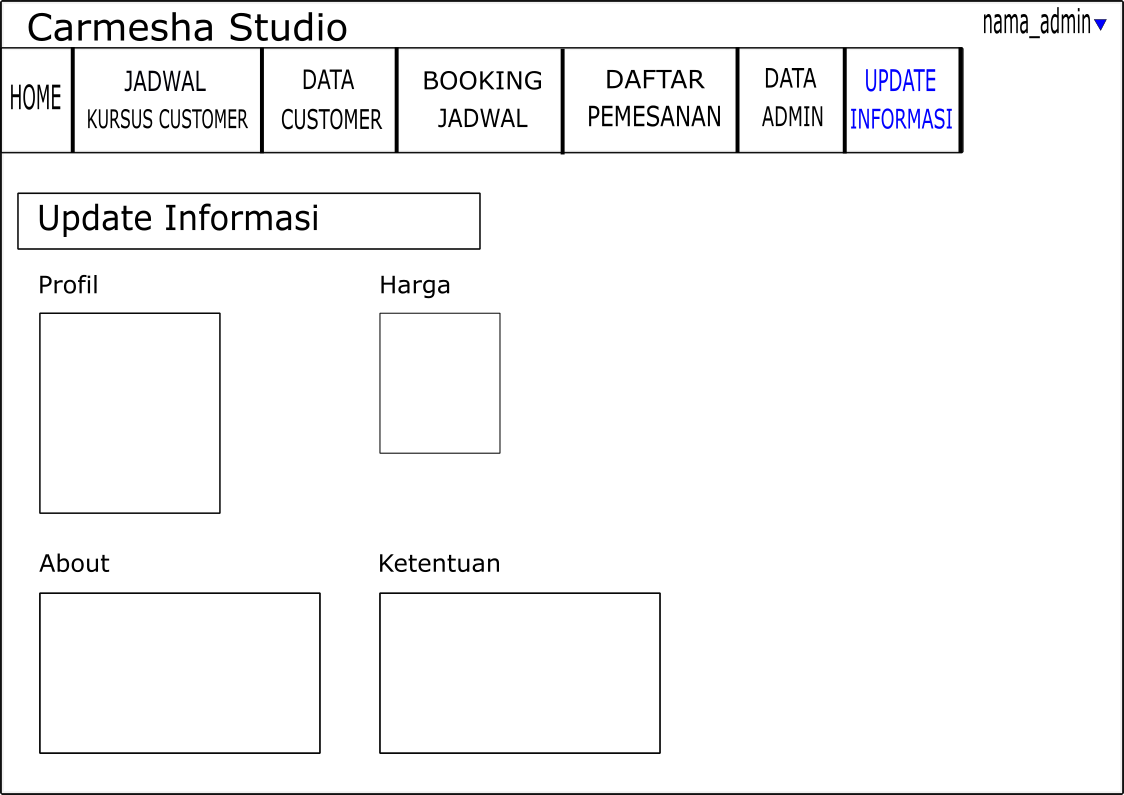 Carmesha Studio
nama_admin
HOME
JADWAL
KURSUS CUSTOMER
DATA
CUSTOMER
BOOKING
JADWAL
DAFTAR
PEMESANAN
DATA
ADMIN
UPDATE
INFORMASI
Update Informasi
Profil
Harga
About
Ketentuan